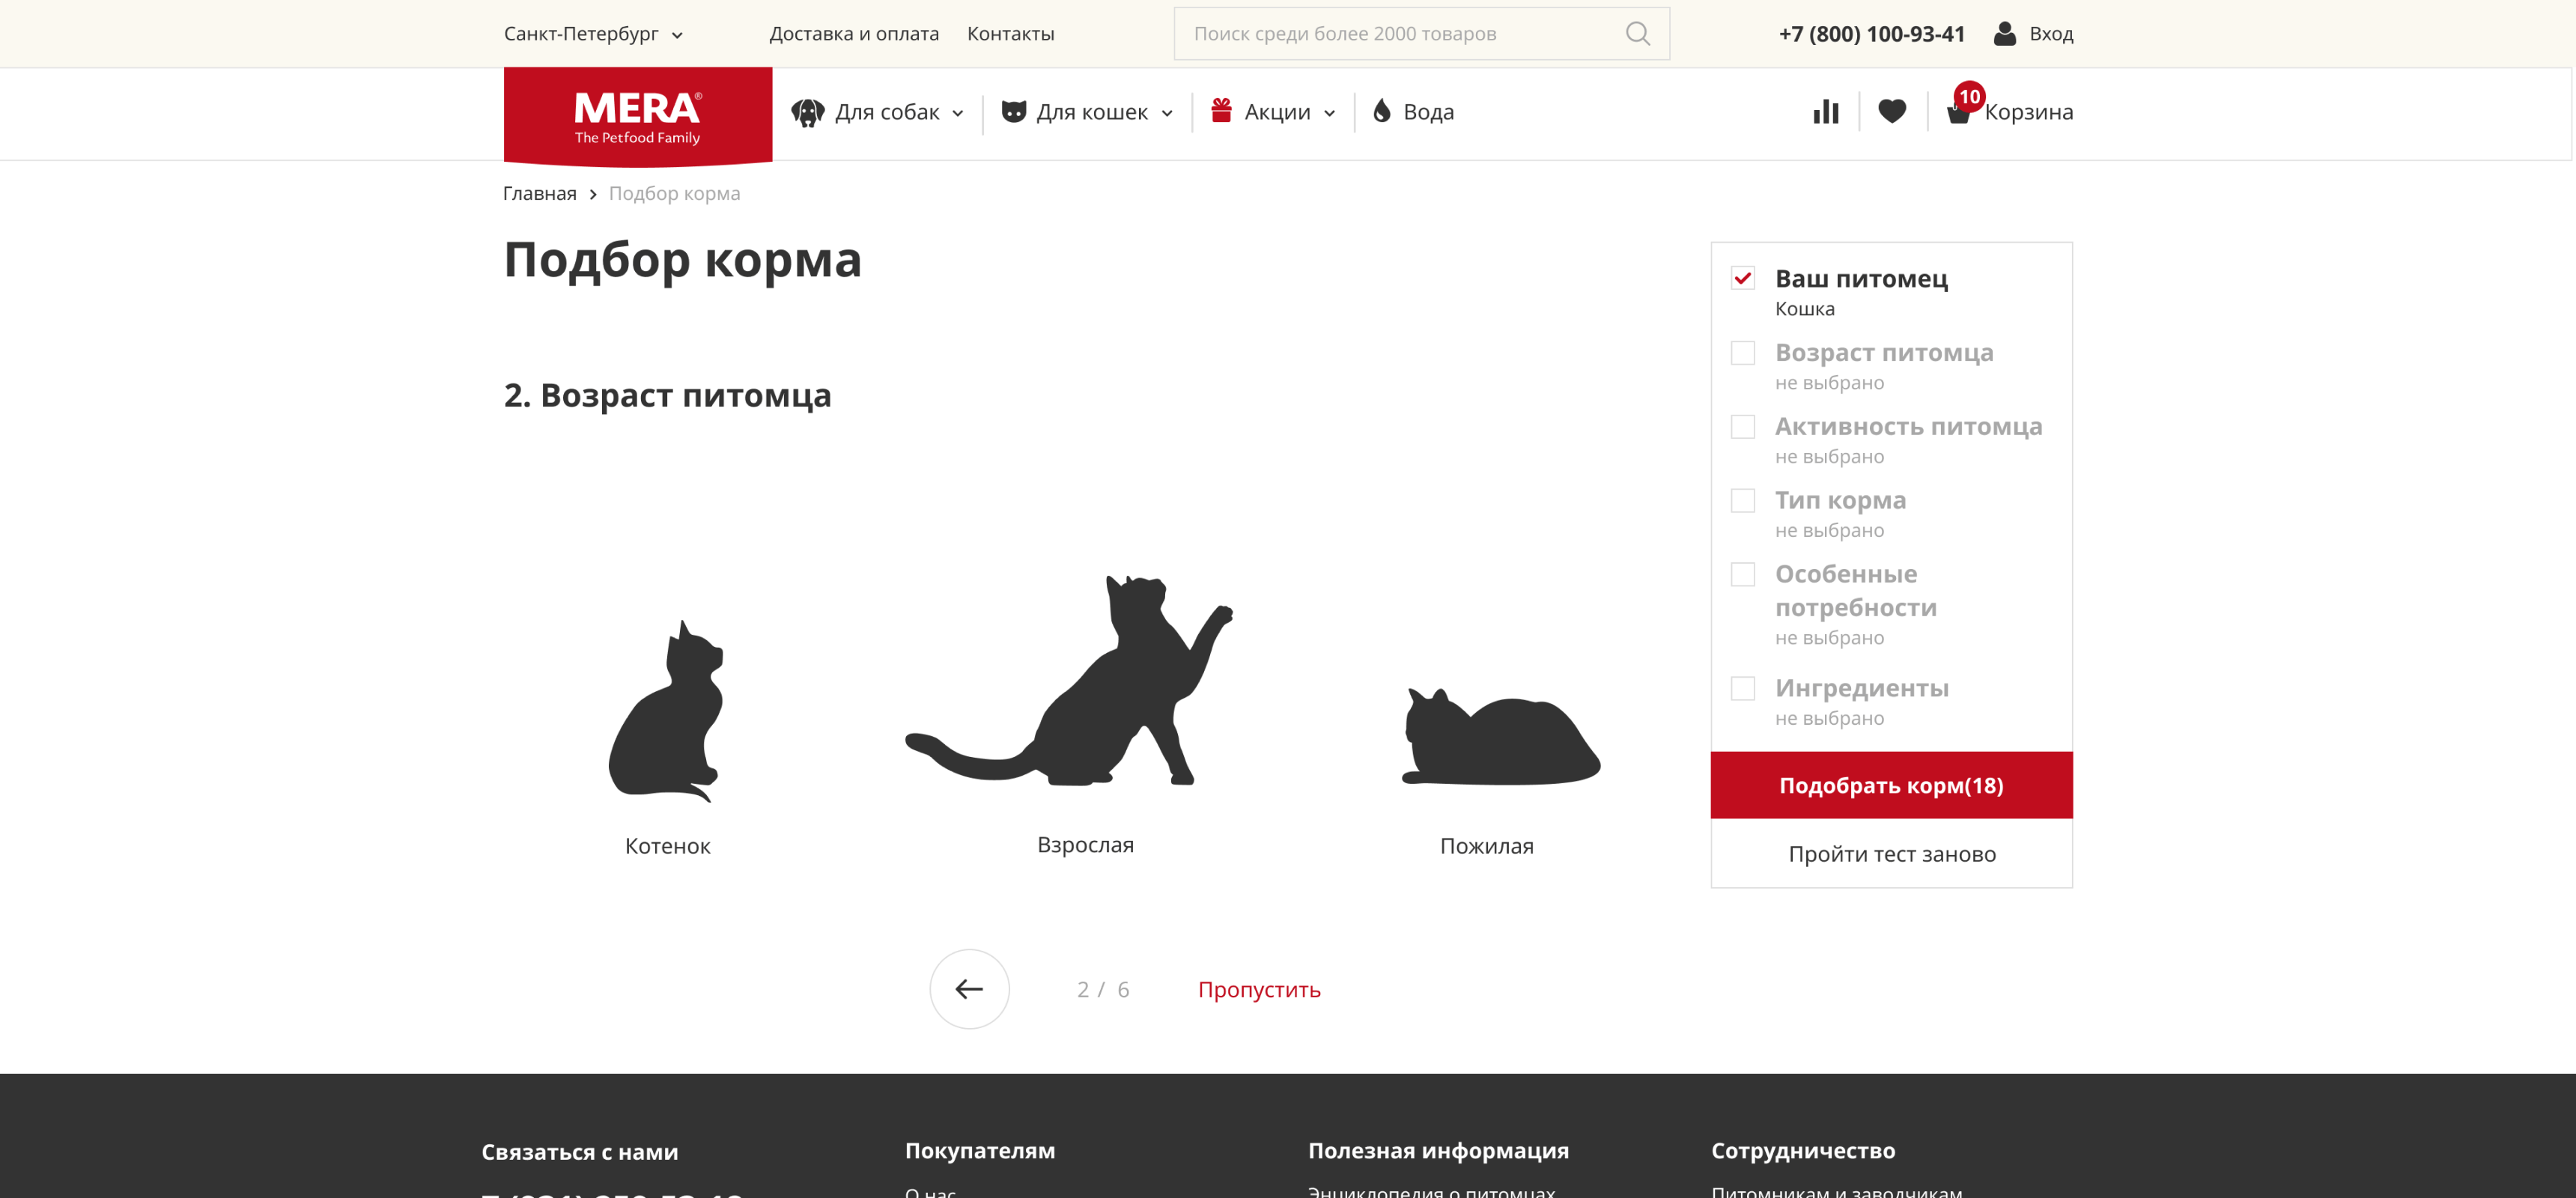 Санкт-Петербург
Доставка и оплата
Контакты
Поиск среди более 2000 товаров
+7 (800) 100-93-41
Вход
MERA®
The Petfood Family
Для собак
Для кошек
Акции
Вода
10
Корзина
Главная > Подбор корма
Подбор корма
2. Возраст питомца
Котенок
Взрослая
Пожилая
2 / 6
Пропустить
Ваш питомец
Кошка
Возраст питомца
не выбрано
Активность питомца
не выбрано
Тип корма
не выбрано
Особенные
потребности
не выбрано
Ингредиенты
не выбрано
Подобрать корм(18)
Пройти тест заново
Связаться с нами
Покупателям
О нас
Полезная информация
Энциклопедия о питомцах
Сотрудничество
Питомникам и заводчикам